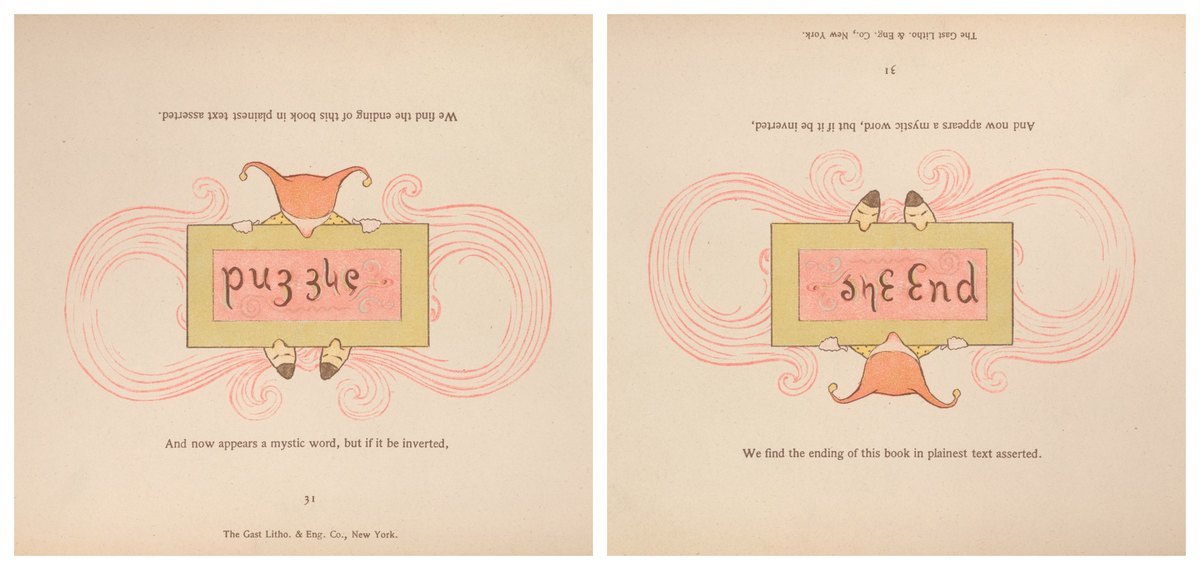 We find the ending of this book in plainest text asserted.
puzzle
And now appears a mystic word, but if it be inverted,
31
The Gast Litho. & Eng. Co., New York.
The Gast Litho. & Eng. Co., New York.
31
And now appears a mystic word, but if it be inverted,
The End
We find the ending of this book in plainest text asserted.